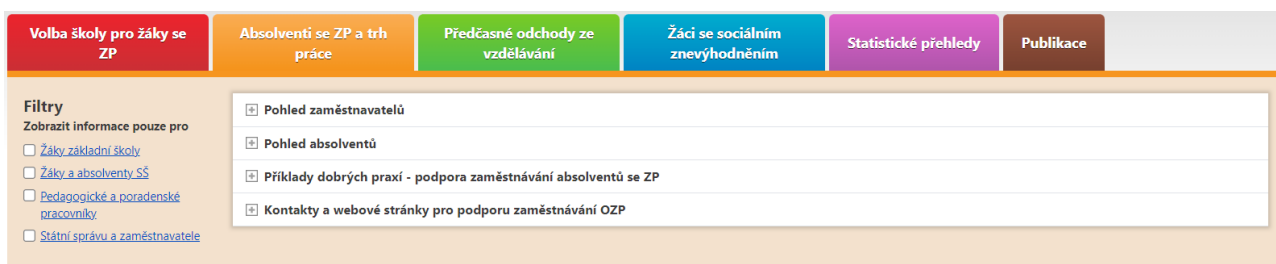 Volba školy pro žáky se
ZP
Absolventi se ZP a trh
práce
Předčasné odchody ze
vzdělávání
Žáci se sociálním
znevýhodněním
Statistické přehledy
Publikace
Filtry
Zobrazit informace pouze pro
Žáky základní školy
Žáky a absolventy SŠ
Pedagogické a poradenské
pracovníky
Státní správu a zaměstnavatele
Pohled zaměstnavatelů
Pohled absolventů
Příklady dobrých praxí - podpora zaměstnávání absolventů se ZP
Kontakty a webové stránky pro podporu zaměstnávání OZP